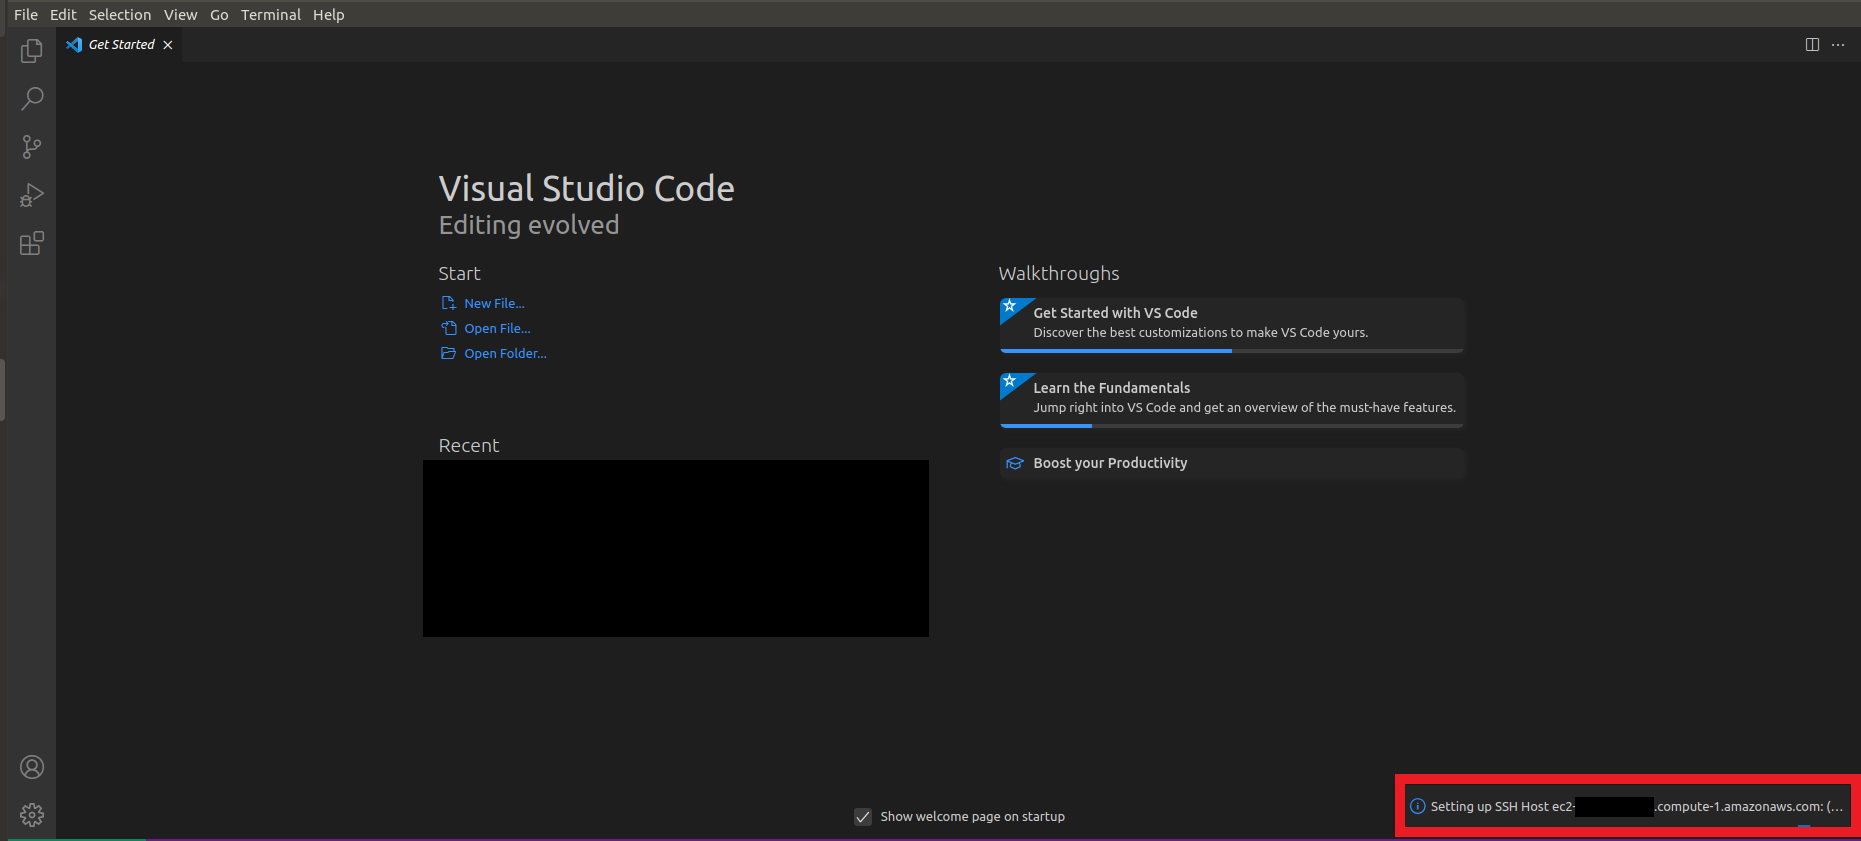 File Edit Selection View Go Terminal Help
Get Started
Visual Studio Code
Editing evolved
Start
New File...
Open File...
Open Folder...
Recent
Walkthroughs
Get Started with VS Code
Discover the best customizations to make VS Code yours.
Learn the Fundamentals
Jump right into VS Code and get an overview of the must-have features.
Boost your Productivity
Show welcome page on startup
Setting up SSH Host ec2- .compute-1.amazonaws.com: (...